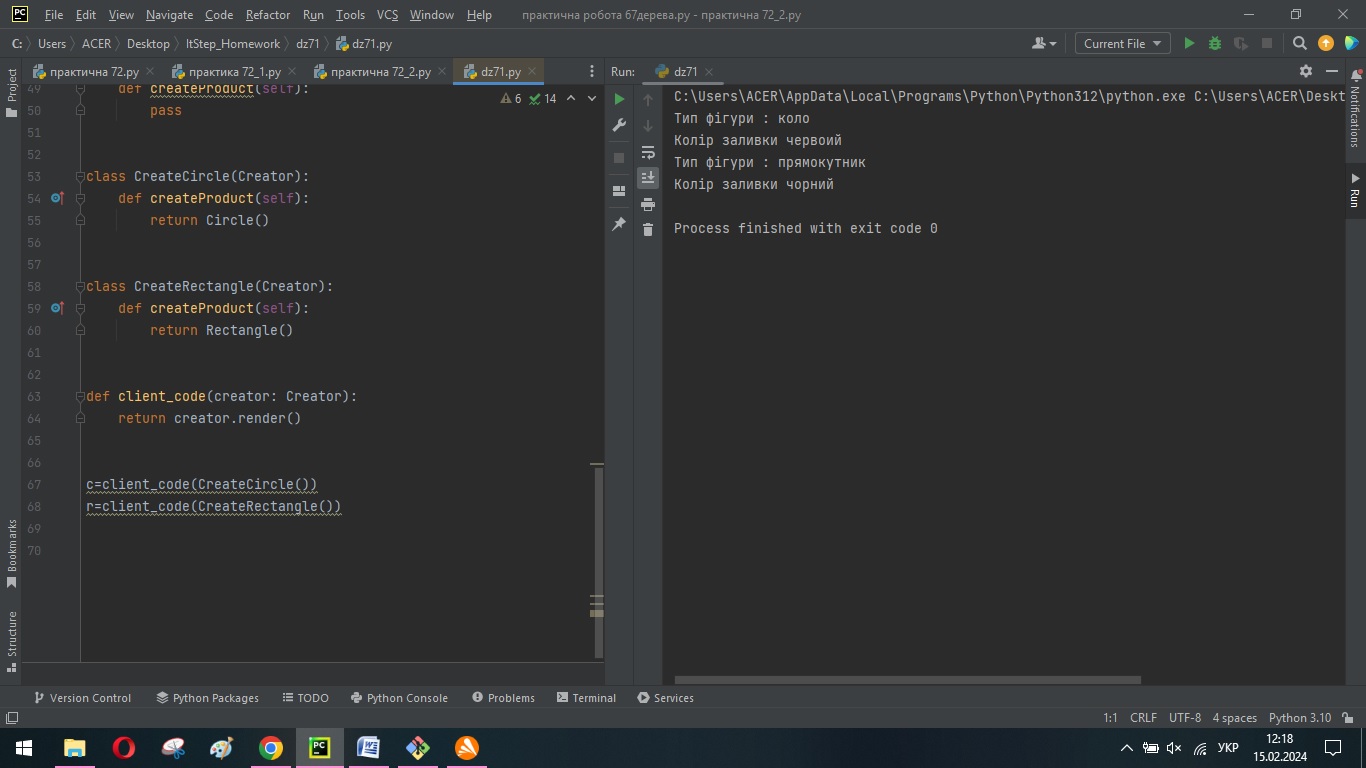 File Edit View Navigate Code Refactor Run Tools VCS Window Help практична робота 67дерева.py - практична 72_2.py
C: Users ACER Desktop ItStep_Homework dz71 dz71.py Current File
Project
практична 72.py практика 72_1.py практична 72_2.py dz71.py Run: dz71
6 14
49 def createProduct(self):
50 pass
51
52
53 class CreateCircle(Creator):
54 def createProduct(self):
55 return Circle()
56
57
58 class CreateRectangle(Creator):
59 def createProduct(self):
60 return Rectangle()
61
62
63 def client_code(creator: Creator):
64 return creator.render()
65
66
67 c=client_code(CreateCircle())
68 r=client_code(CreateRectangle())
69
70
C:\Users\ACER\AppData\Local\Programs\Python\Python312\python.exe C:\Users\ACER\Deskt
Тип фігури : коло
Колір заливки червоий
Тип фігури : прямокутник
Колір заливки чорний
Process finished with exit code 0
Notifications
Run
Bookmarks
Structure
Version Control Python Packages TODO Python Console Problems Terminal Services
1:1 CRLF UTF-8 4 spaces Python 3.10
PC W УКР 12:18
15.02.2024